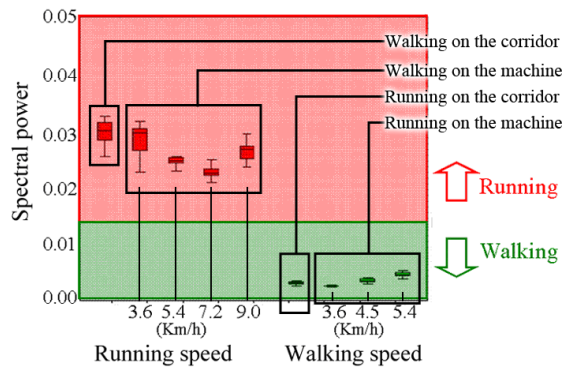 0.05
Walking on the corridor
0.04
Walking on the machine
Running on the corridor
0.03
Running on the machine
Spectral power
0.02
Running
0.01
Walking
0.00
3.6 5.4 7.2 9.0 3.6 4.5 5.4
(Km/h) (Km/h)
Running speed Walking speed